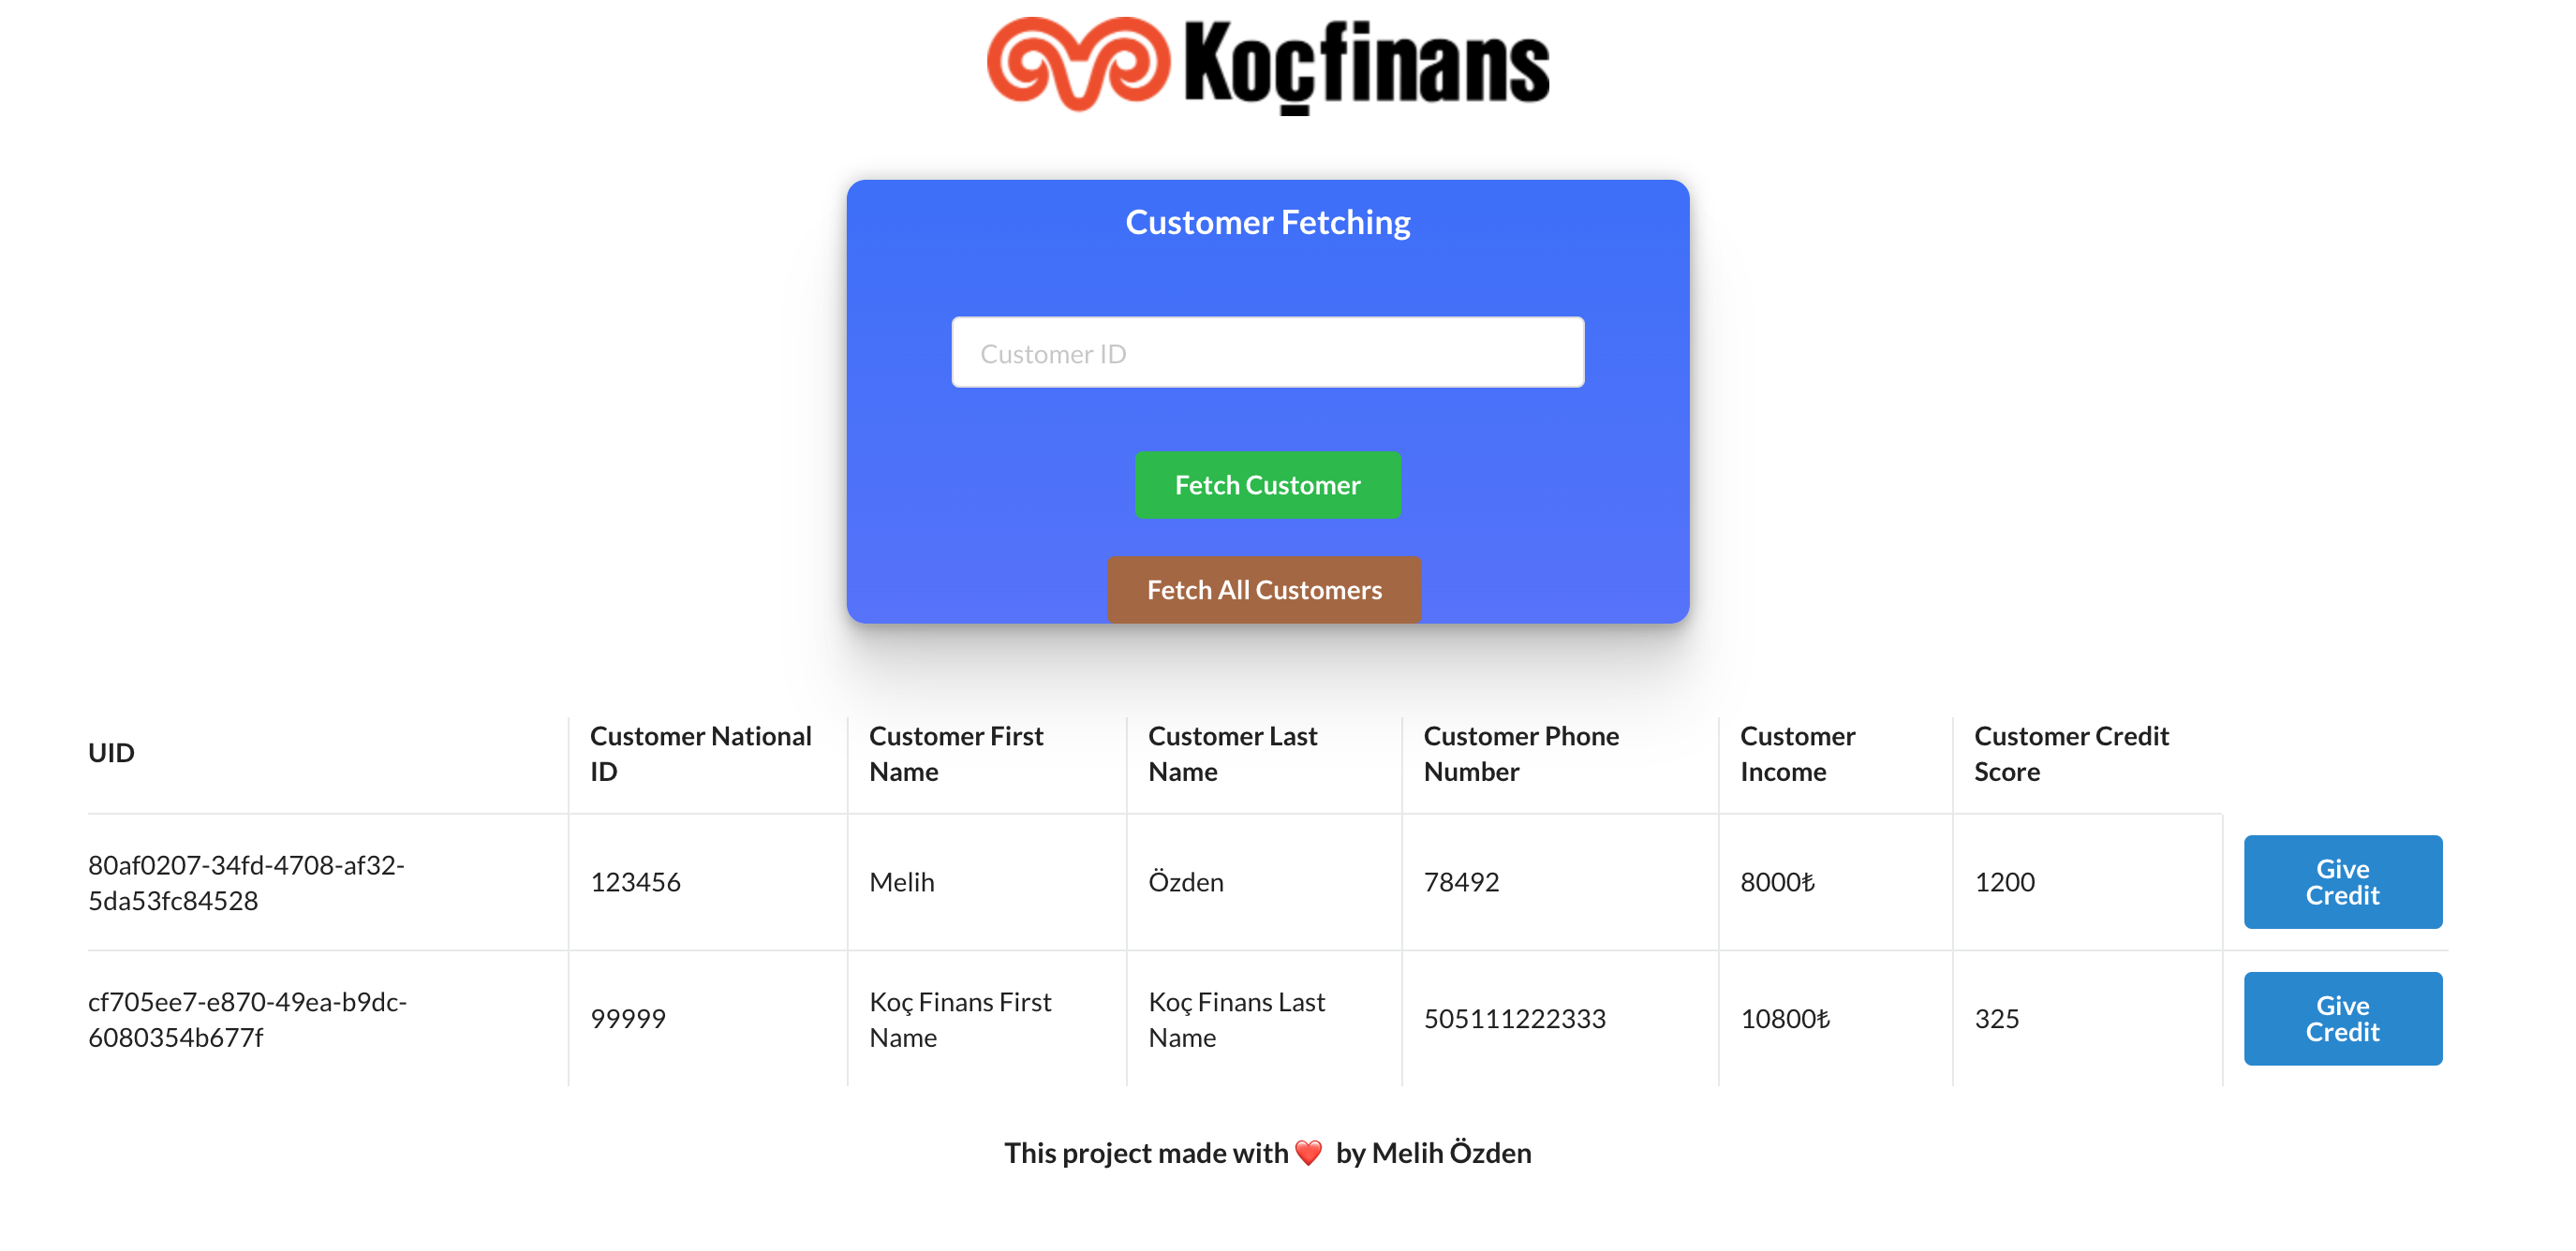 Koçfinans
Customer Fetching
Customer ID
Fetch Customer
Fetch All Customers
UID
Customer National
ID
Customer First
Name
Customer Last
Name
Customer Phone
Number
Customer
Income
Customer Credit
Score
80af0207-34fd-4708-af32-
5da53fc84528
123456
Melih
Özden
78492
8000₺
1200
Give
Credit
cf705ee7-e870-49ea-b9dc-
6080354b677f
99999
Koç Finans First
Name
Koç Finans Last
Name
505111222333
10800₺
325
Give
Credit
This project made with ❤️ by Melih Özden